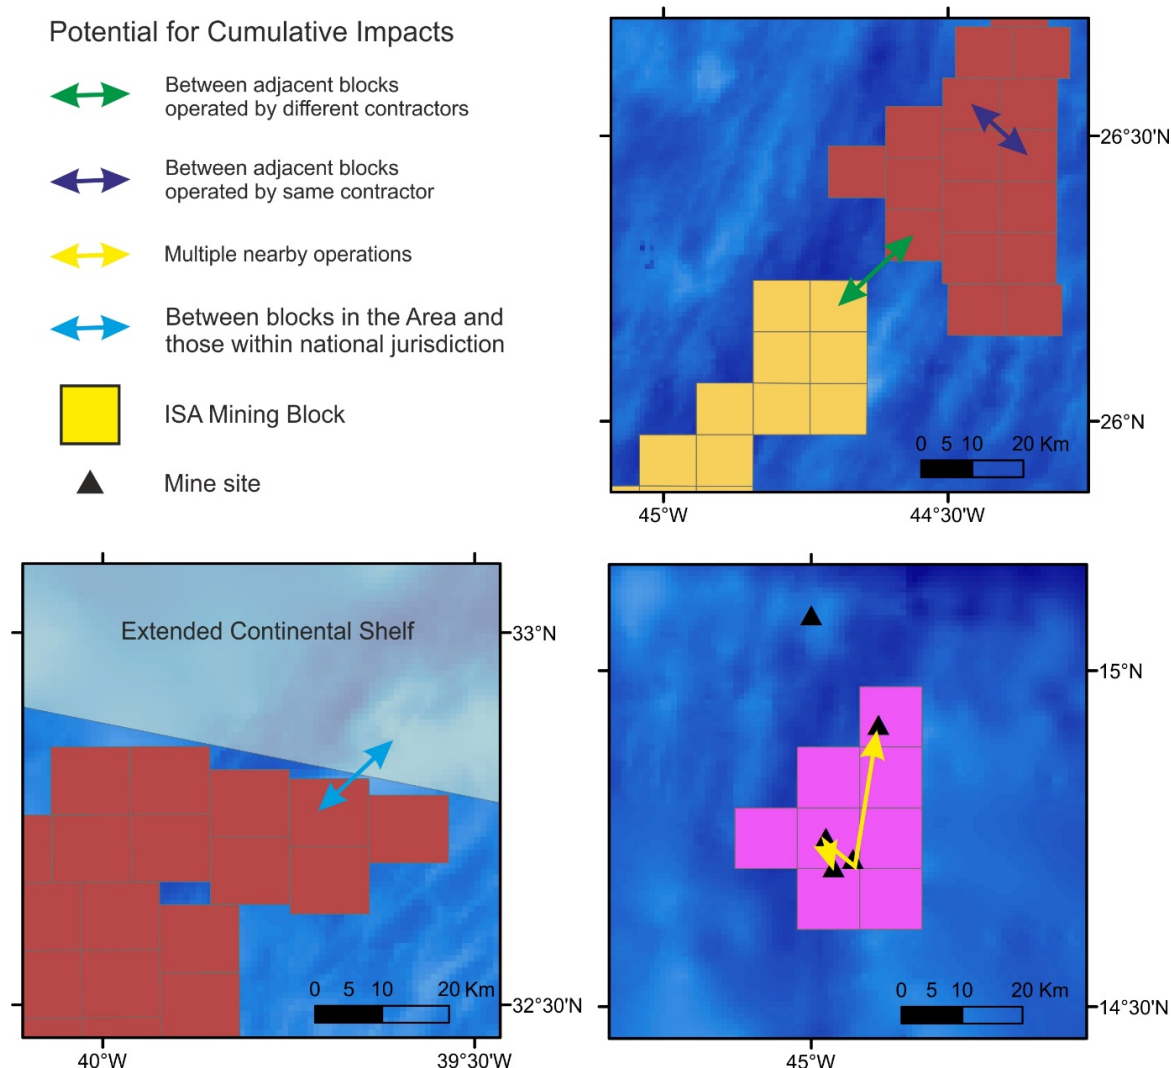 Potential for Cumulative Impacts
Between adjacent blocks
operated by different contractors
Between adjacent blocks
operated by same contractor
Multiple nearby operations
Between blocks in the Area and
those within national jurisdiction
ISA Mining Block
Mine site
26°30'N
26°N
0 5 10 20 Km
45°W
44°30'W
Extended Continental Shelf
33°N
0 5 10 20 Km
32°30'N
40°W
39°30'W
15°N
0 5 10 20 Km
14°30'N
45°W